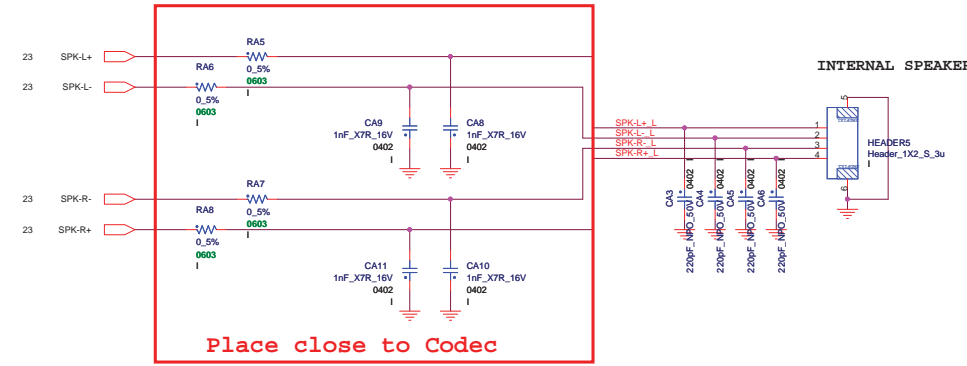 23 SPK-L+
RA5
0_5%
0603
I
23 SPK-L-
RA6
0_5%
0603
I
CA9
1nF_X7R_16V
0402
I
CA8
1nF_X7R_16V
0402
I
23 SPK-R-
RA7
0_5%
0603
I
23 SPK-R+
RA8
0_5%
0603
I
CA11
1nF_X7R_16V
0402
I
CA10
1nF_X7R_16V
0402
I
Place close to Codec
SPK-L+_L
SPK-L-_L
SPK-R-_L
SPK-R+_L
CA3
220pF_NPO_50V
0402
I
CA4
220pF_NPO_50V
0402
I
CA5
220pF_NPO_50V
0402
I
CA6
220pF_NPO_50V
0402
I
INTERNAL SPEAKER
1
2
3
4
5
6
HEADER5
Header_1X2_S_3u
I